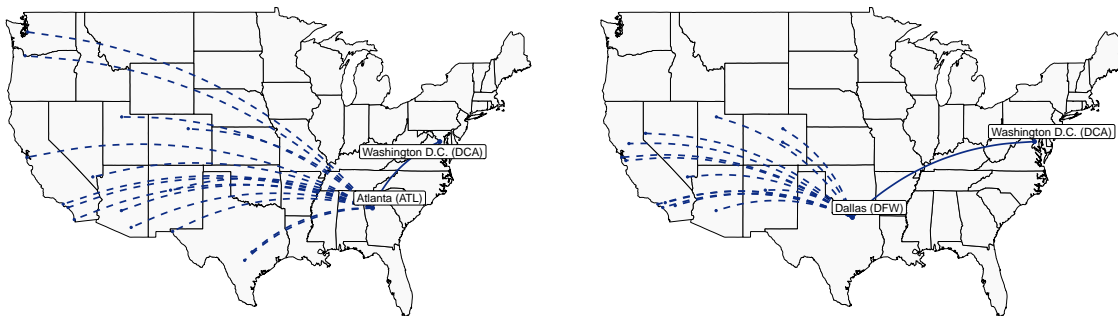 Washington D.C. (DCA)
Atlanta (ATL)
Washington D.C. (DCA)
Dallas (DFW)